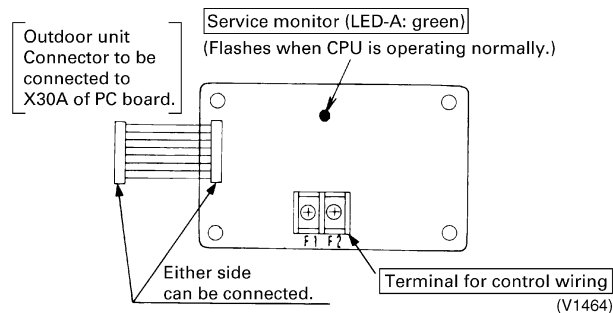 Service monitor (LED-A: green)
(Flashes when CPU is operating normally.)
Outdoor unit
Connector to be
connected to
X30A of PC board.
F1 F2
Either side
can be connected.
Terminal for control wiring
(V1464)